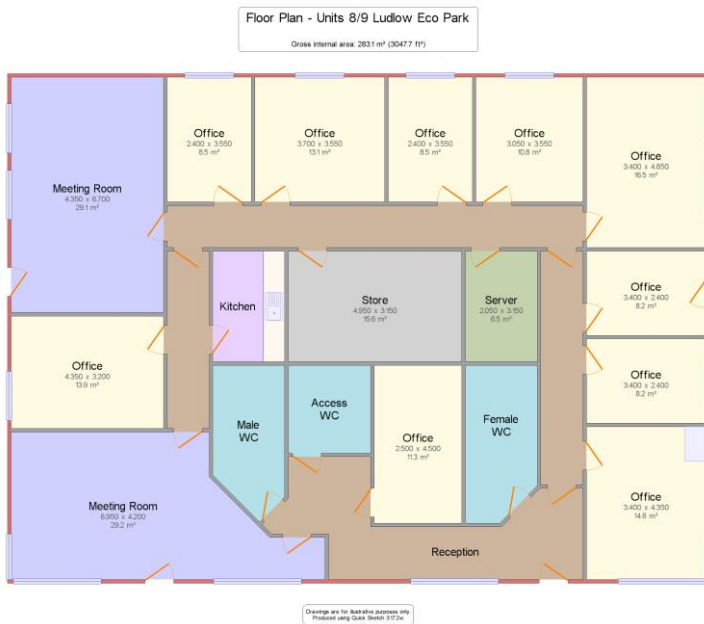 Floor Plan - Units 8/9 Ludlow Eco Park
Gross internal area: 283.1 m² (3047.7 ft²)
Office
2.400 x 3.550
8.5 m²
Office
3.700 x 3.550
13.1 m²
Office
2.400 x 3.550
8.5 m²
Office
3.050 x 3.550
10.8 m²
Office
3.400 x 4.850
16.5 m²
Meeting Room
4.350 x 6.700
29.1 m²
Kitchen
Store
4.950 x 3.150
15.6 m²
Server
2.050 x 3.150
6.5 m²
Office
3.400 x 2.400
8.2 m²
Office
4.350 x 3.200
13.9 m²
Office
3.400 x 2.400
8.2 m²
Male
WC
Access
WC
Office
2.500 x 4.500
11.3 m²
Female
WC
Meeting Room
6.950 x 4.200
29.2 m²
Office
3.400 x 4.350
14.8 m²
Reception
Drawings are for illustrative purposes only
Produced using Quick Sketch 3.17.2w